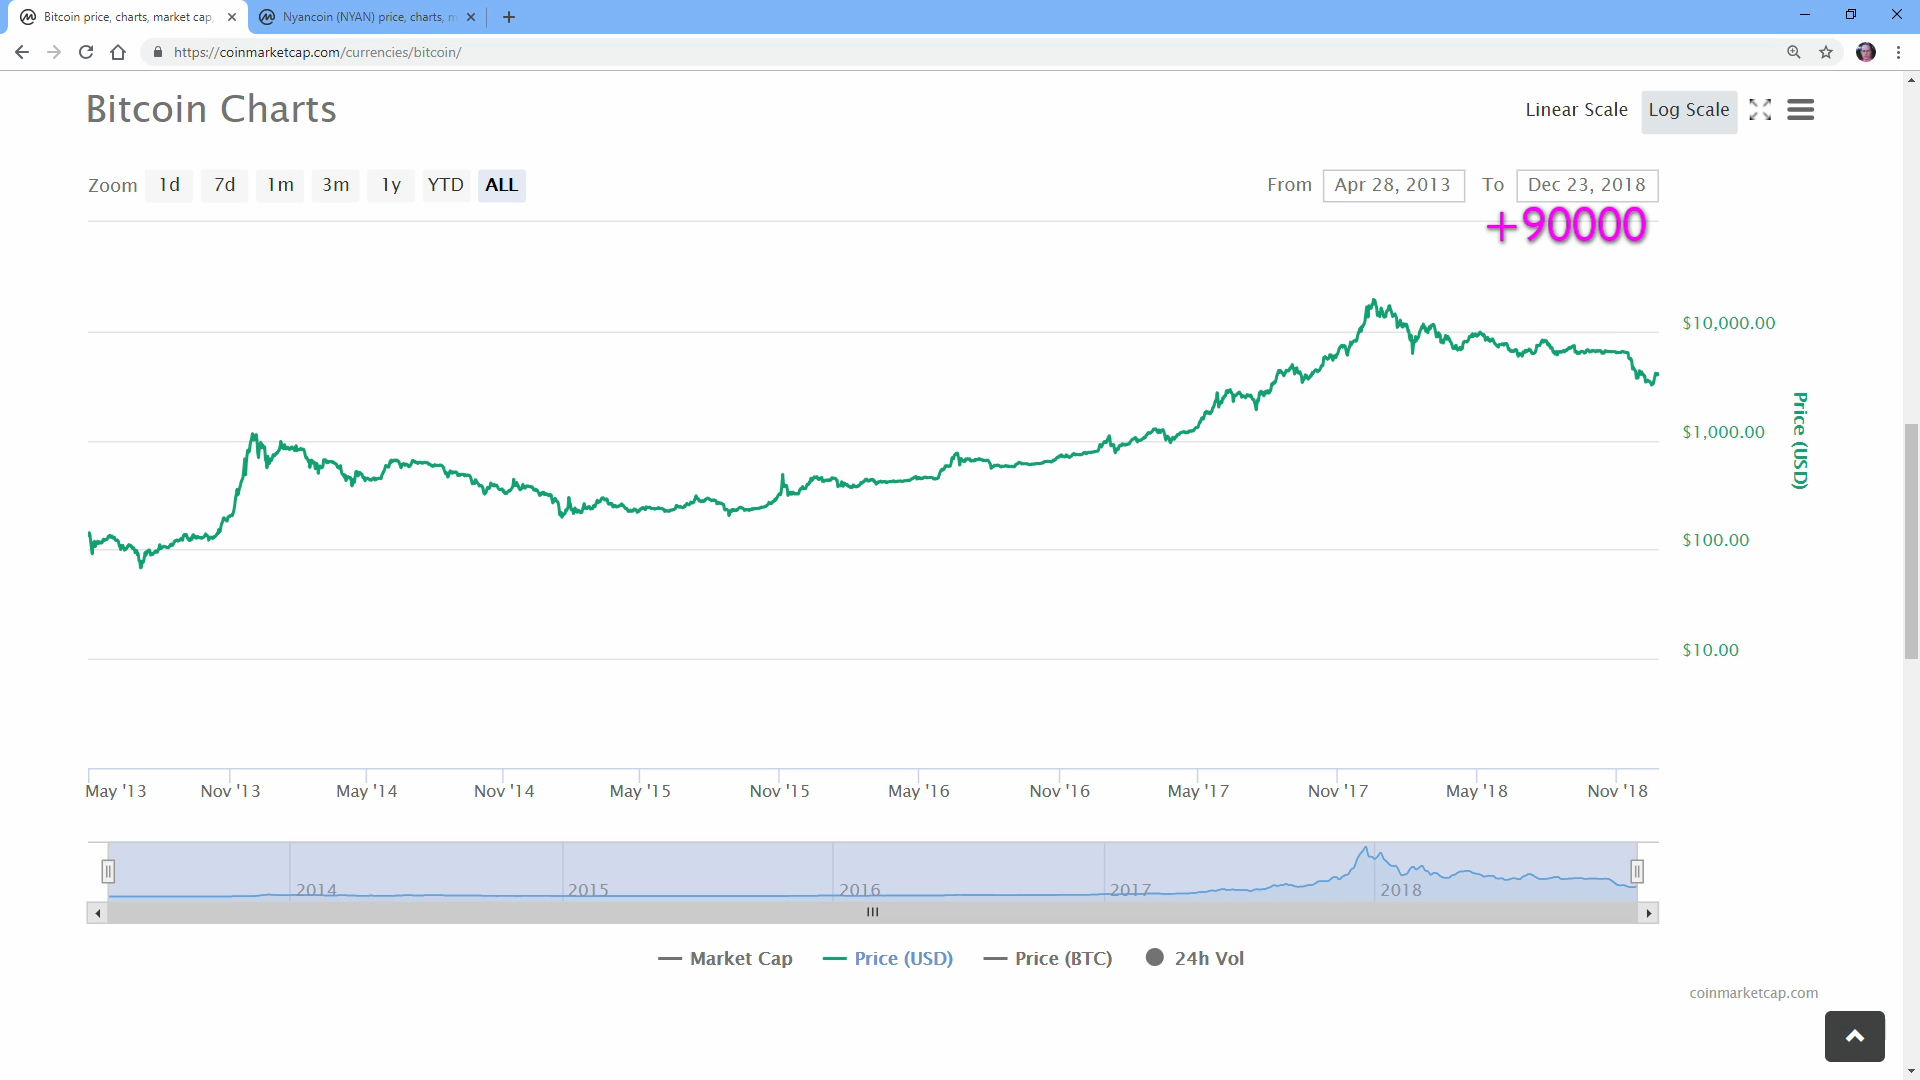 Bitcoin price, charts, market cap,
Nyancoin (NYAN) price, charts, m
https://coinmarketcap.com/currencies/bitcoin/
Bitcoin Charts
Linear Scale
Log Scale
Zoom 1d 7d 1m 3m 1y YTD ALL
From Apr 28, 2013 To Dec 23, 2018
+90000
$10,000.00
$1,000.00
$100.00
$10.00
Price (USD)
May '13 Nov '13 May '14 Nov '14 May '15 Nov '15 May '16 Nov '16 May '17 Nov '17 May '18 Nov '18
2014 2015 2016 2017 2018
Market Cap Price (USD) Price (BTC) 24h Vol
coinmarketcap.com